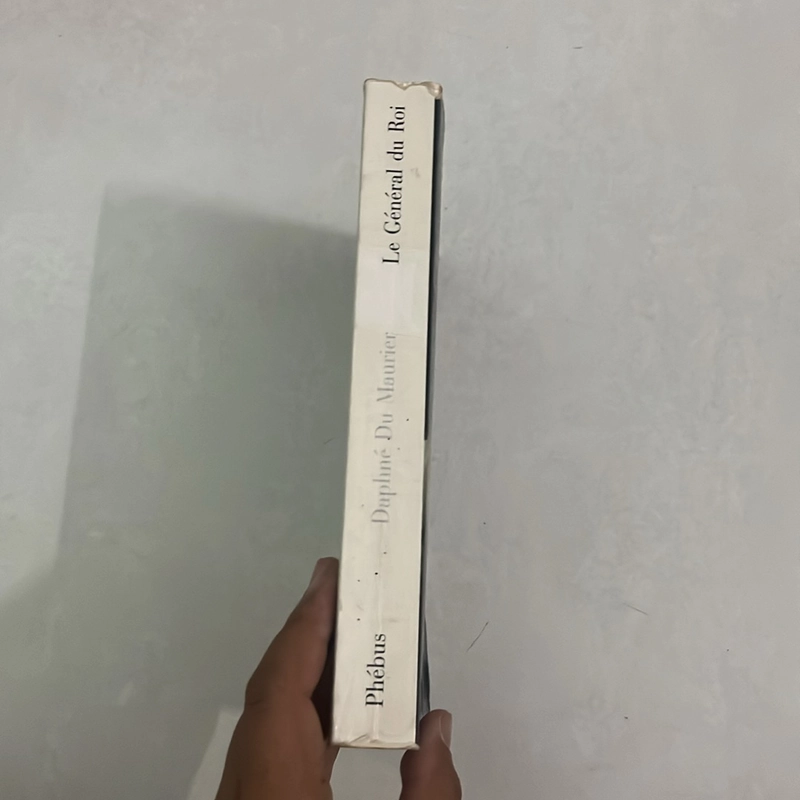 Phébus
Daphné Du Maurier
Le Général du Roi